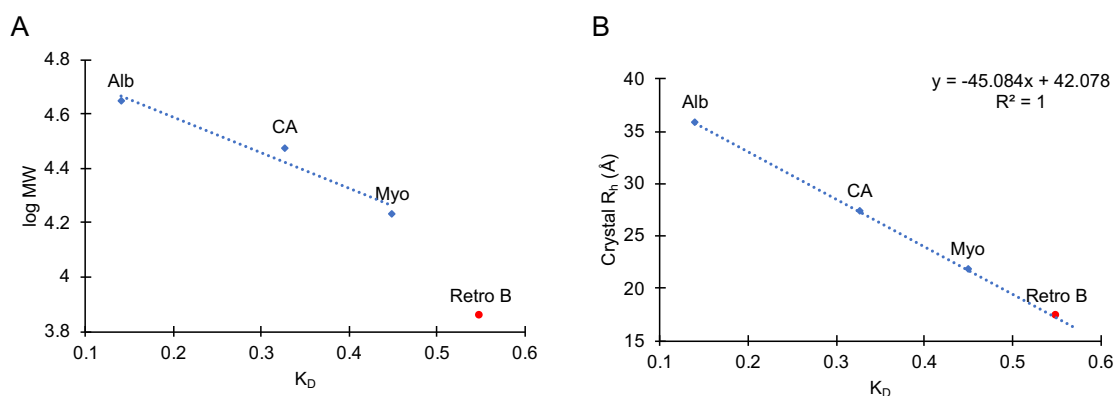 A
4.8
4.6
4.4
4.2
4
3.8
log MW
Alb
CA
Myo
Retro B
0.1
0.2
0.3
0.4
0.5
0.6
K_D
B
40
35
30
25
20
15
Crystal R_h (Å)
y = -45.084x + 42.078
R² = 1
Alb
CA
Myo
Retro B
0.1
0.2
0.3
0.4
0.5
0.6
K_D